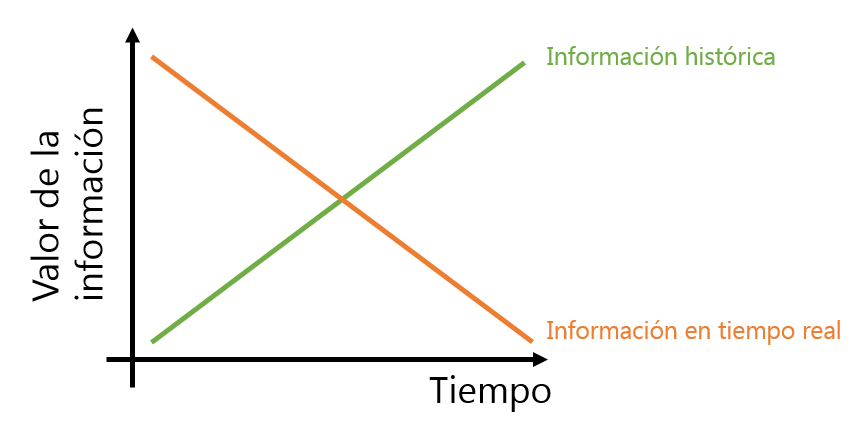 Valor de la
información
Información histórica
Información en tiempo real
Tiempo